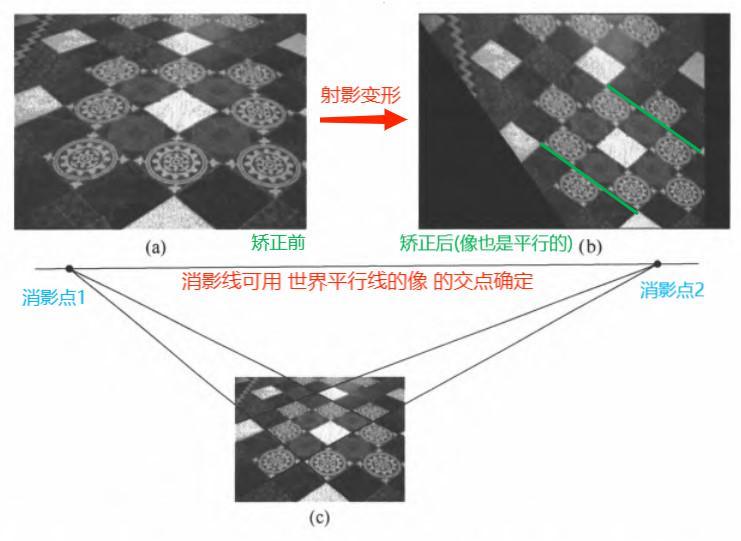 射影变形
(a)
矫正前
矫正后(像也是平行的)
(b)
消影线可用 世界平行线的像 的交点确定
消影点1
消影点2
(c)